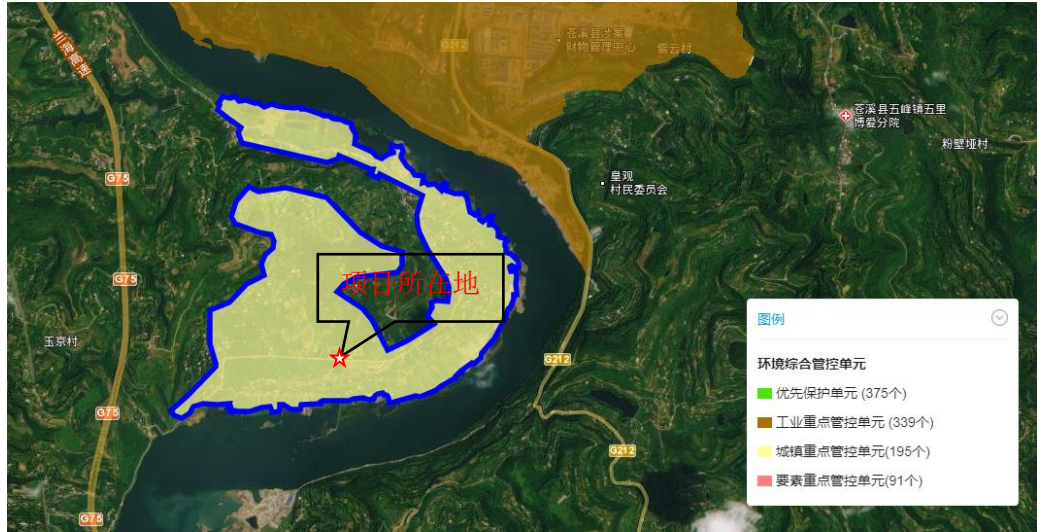 兰海高速
G212
苍溪县涉案
财物管理中心
紫云村
苍溪县五峰镇五里
博爱分院
粉壁垭村
G75
皇观
村民委员会
G75
项目所在地
玉京村
G212
G75
G212
G75
图例
环境综合管控单元
优先保护单元 (375个)
工业重点管控单元 (339个)
城镇重点管控单元(195个)
要素重点管控单元(91个)